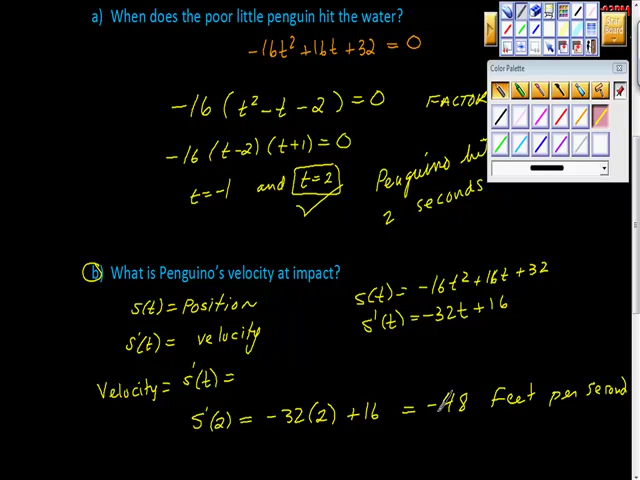 a) When does the poor little penguin hit the water?
-16t² + 16t + 32 = 0
-16 (t² - t - 2) = 0 FACTOR
-16 (t-2) (t+1) = 0
t = -1 and t = 2 Penguino hit
2 seconds
b) What is Penguino's velocity at impact?
s(t) = Position s(t) = -16t² + 16t + 32
s'(t) = velocity s'(t) = -32t + 16
Velocity = s'(t) =
s'(2) = -32(2) + 16 = -48 Feet per second
Color Palette
Start
Board